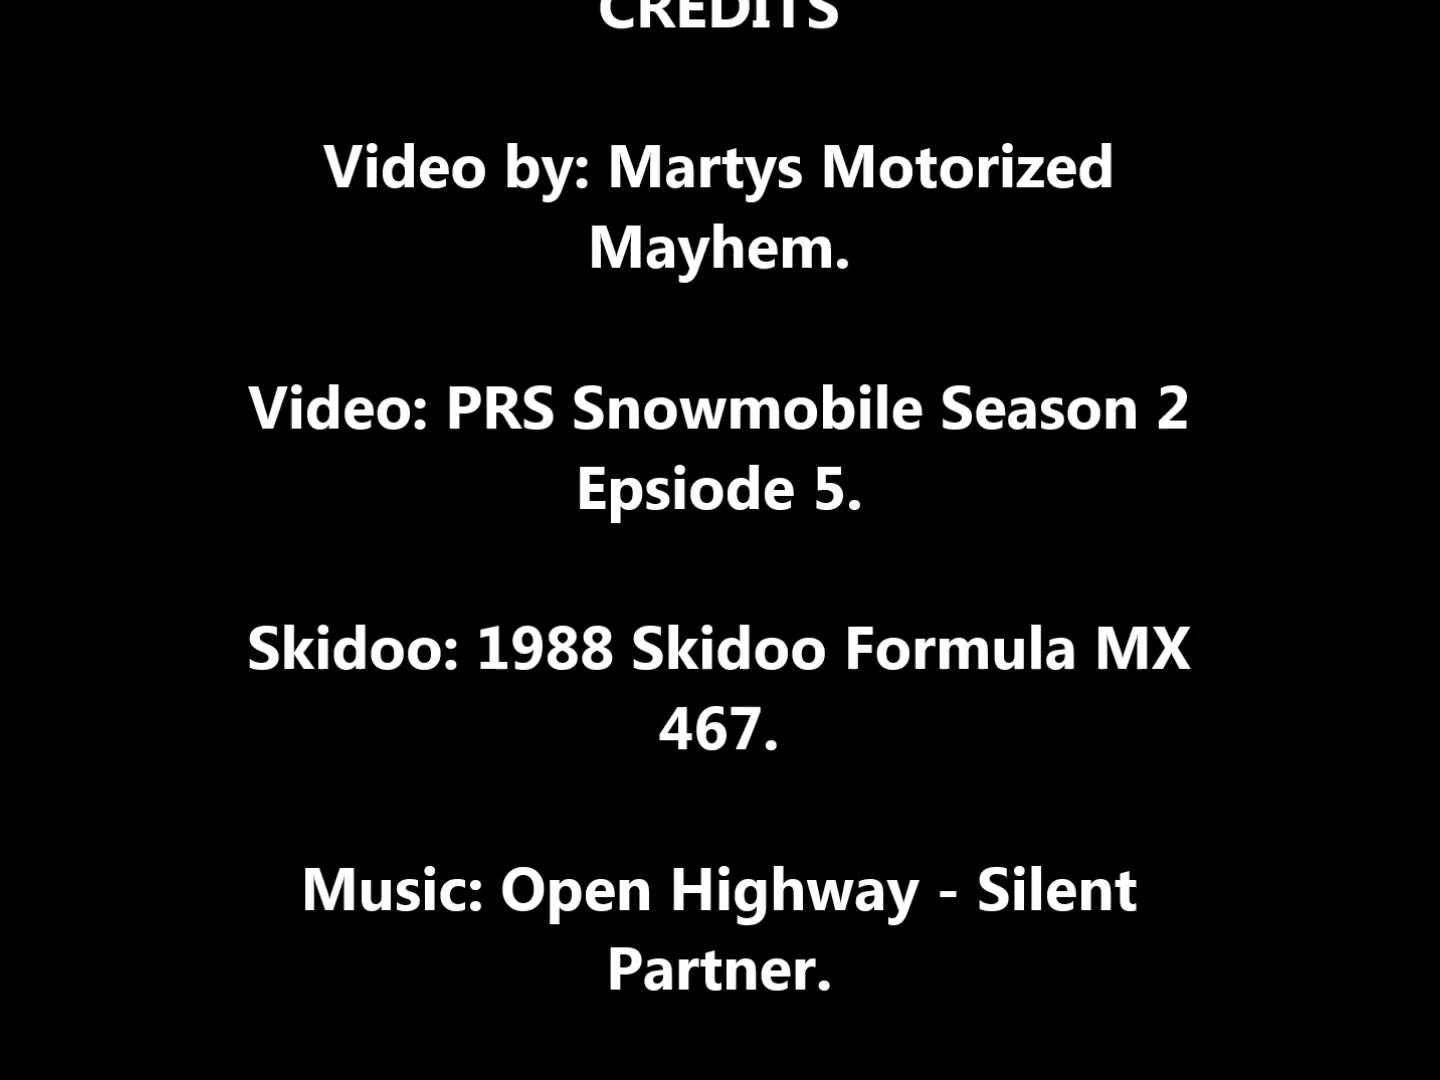 CREDITS
Video by: Martys Motorized
Mayhem.
Video: PRS Snowmobile Season 2
Epsiode 5.
Skidoo: 1988 Skidoo Formula MX
467.
Music: Open Highway - Silent
Partner.